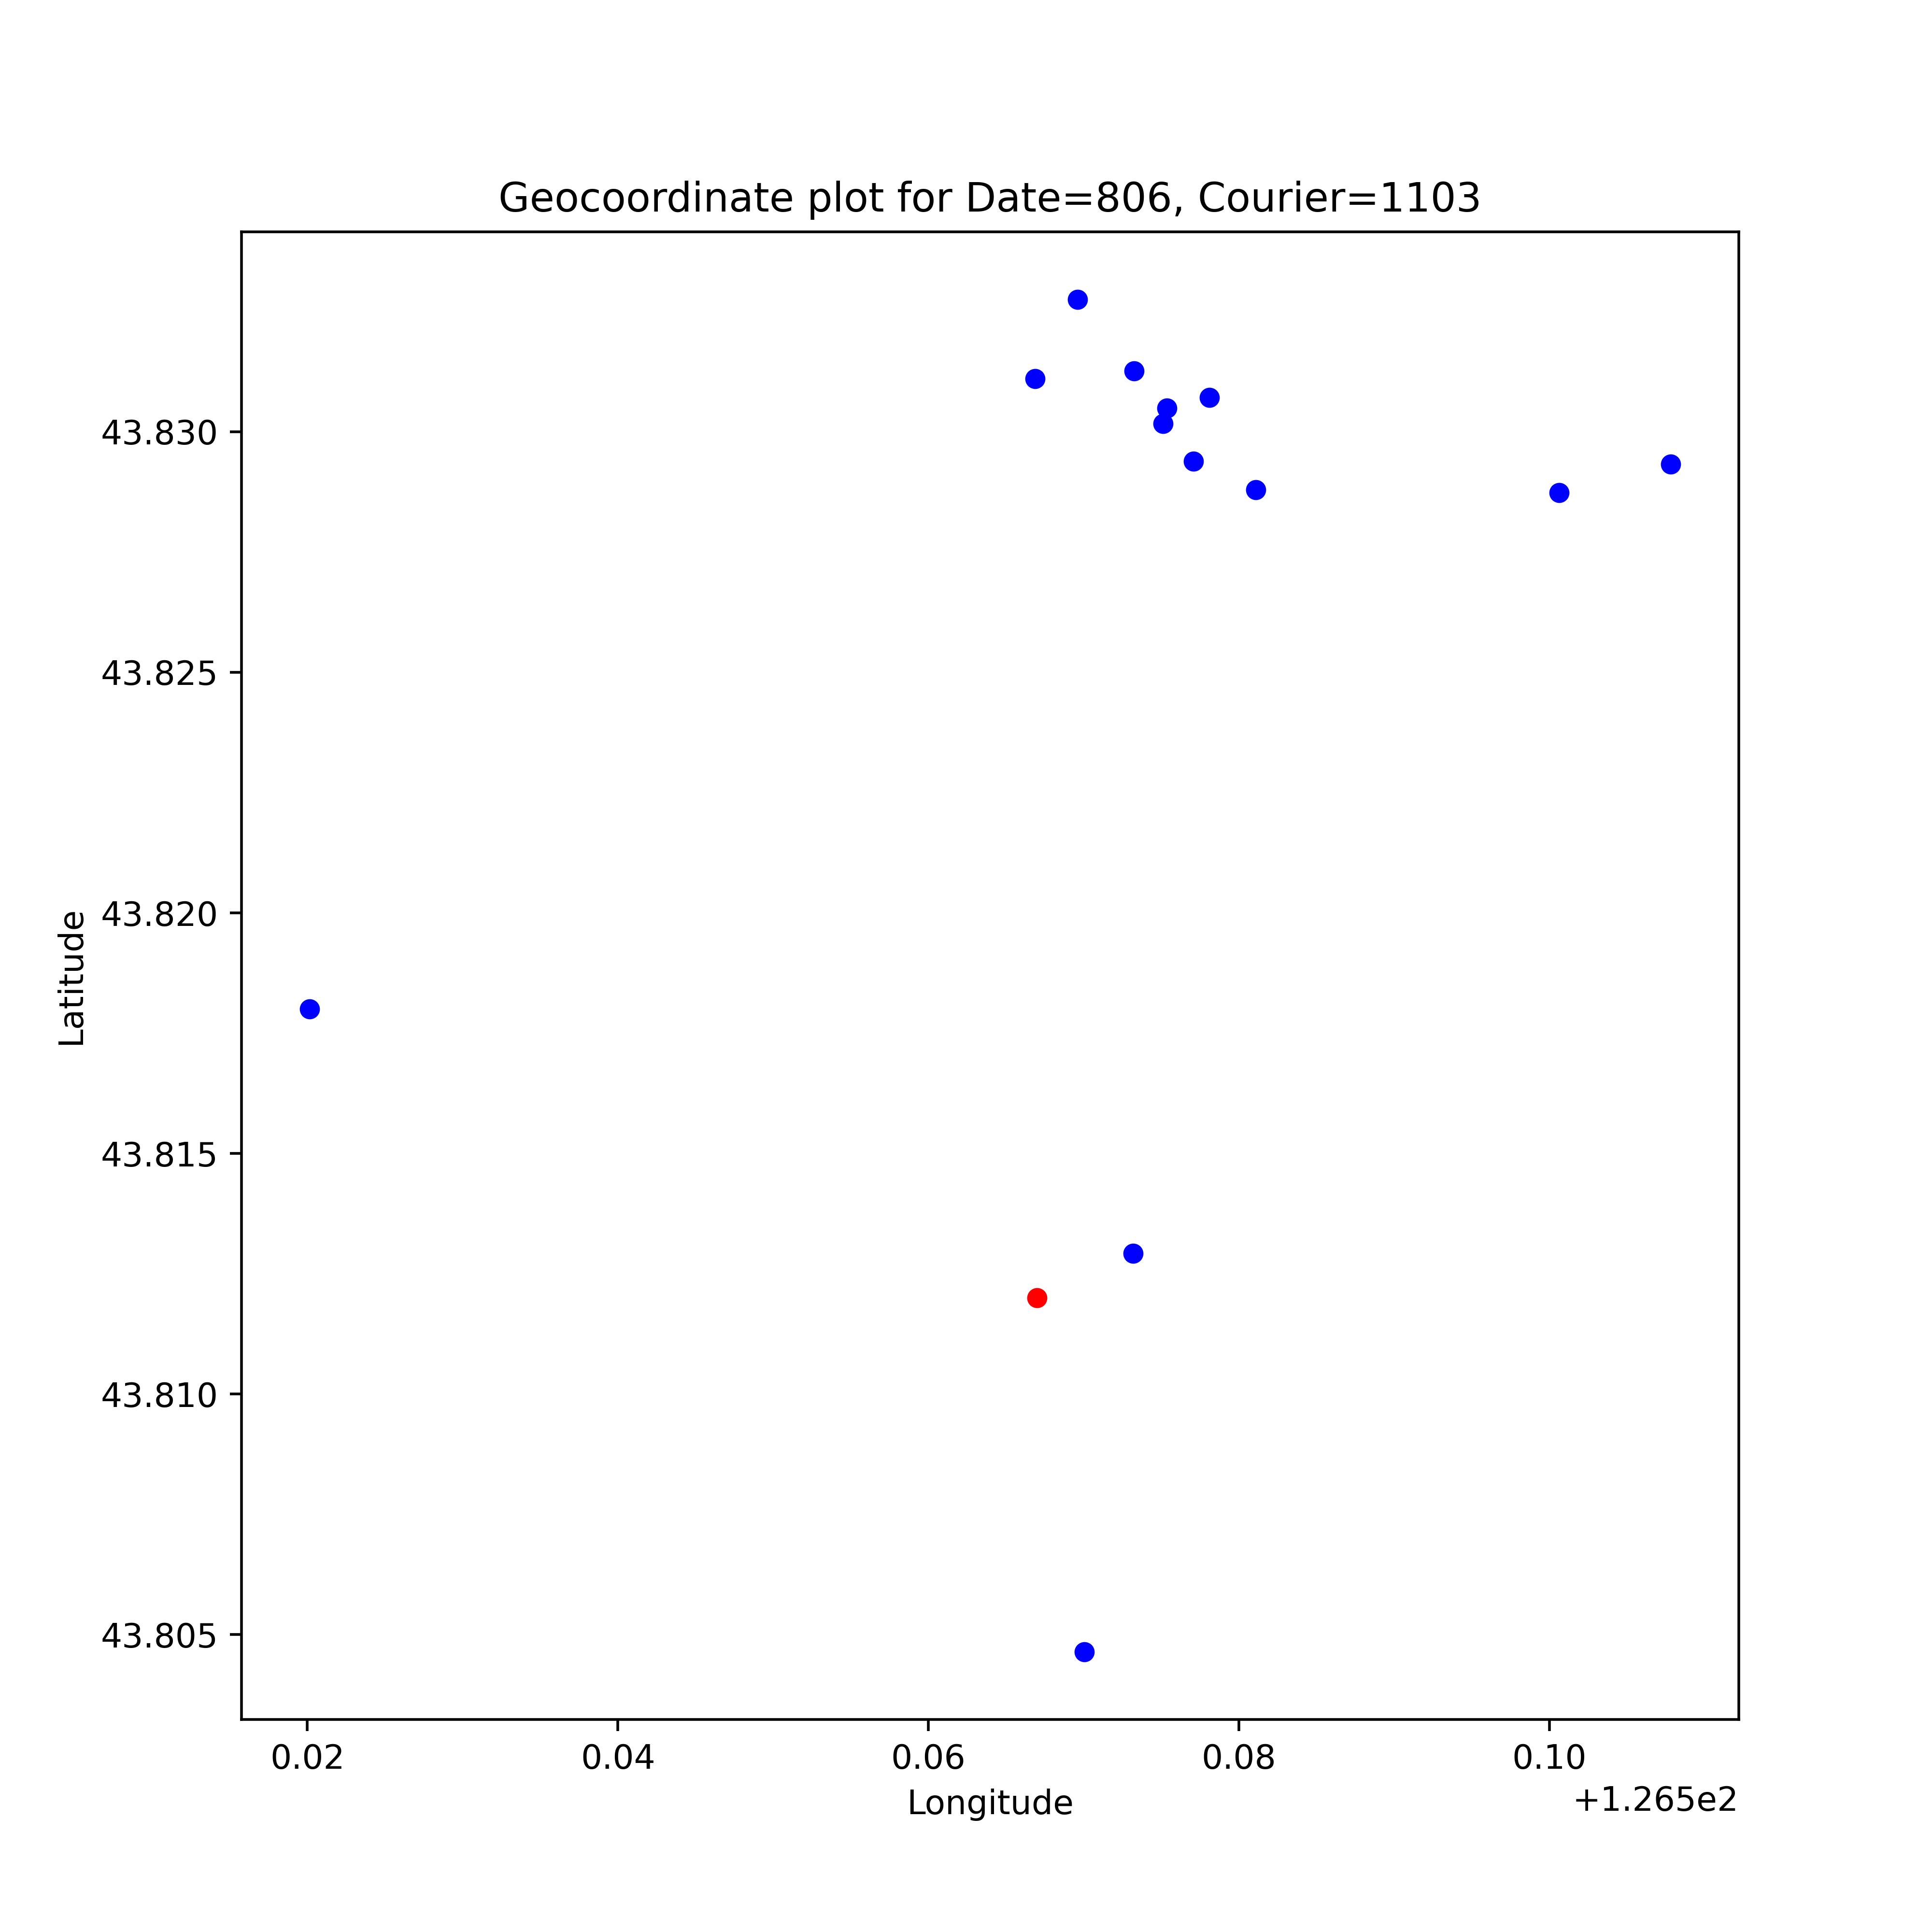 Geocoordinate plot for Date=806, Courier=1103
43.830
43.825
43.820
43.815
43.810
43.805
Latitude
0.02 0.04 0.06 0.08 0.10
Longitude
+1.265e2